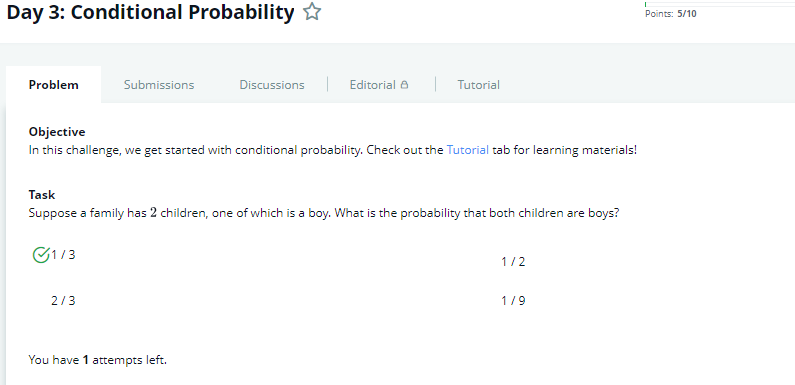 Day 3: Conditional Probability
Points: 5/10
Problem Submissions Discussions Editorial Tutorial
Objective
In this challenge, we get started with conditional probability. Check out the Tutorial tab for learning materials!
Task
Suppose a family has 2 children, one of which is a boy. What is the probability that both children are boys?
1 / 3
1 / 2
2 / 3
1 / 9
You have 1 attempts left.